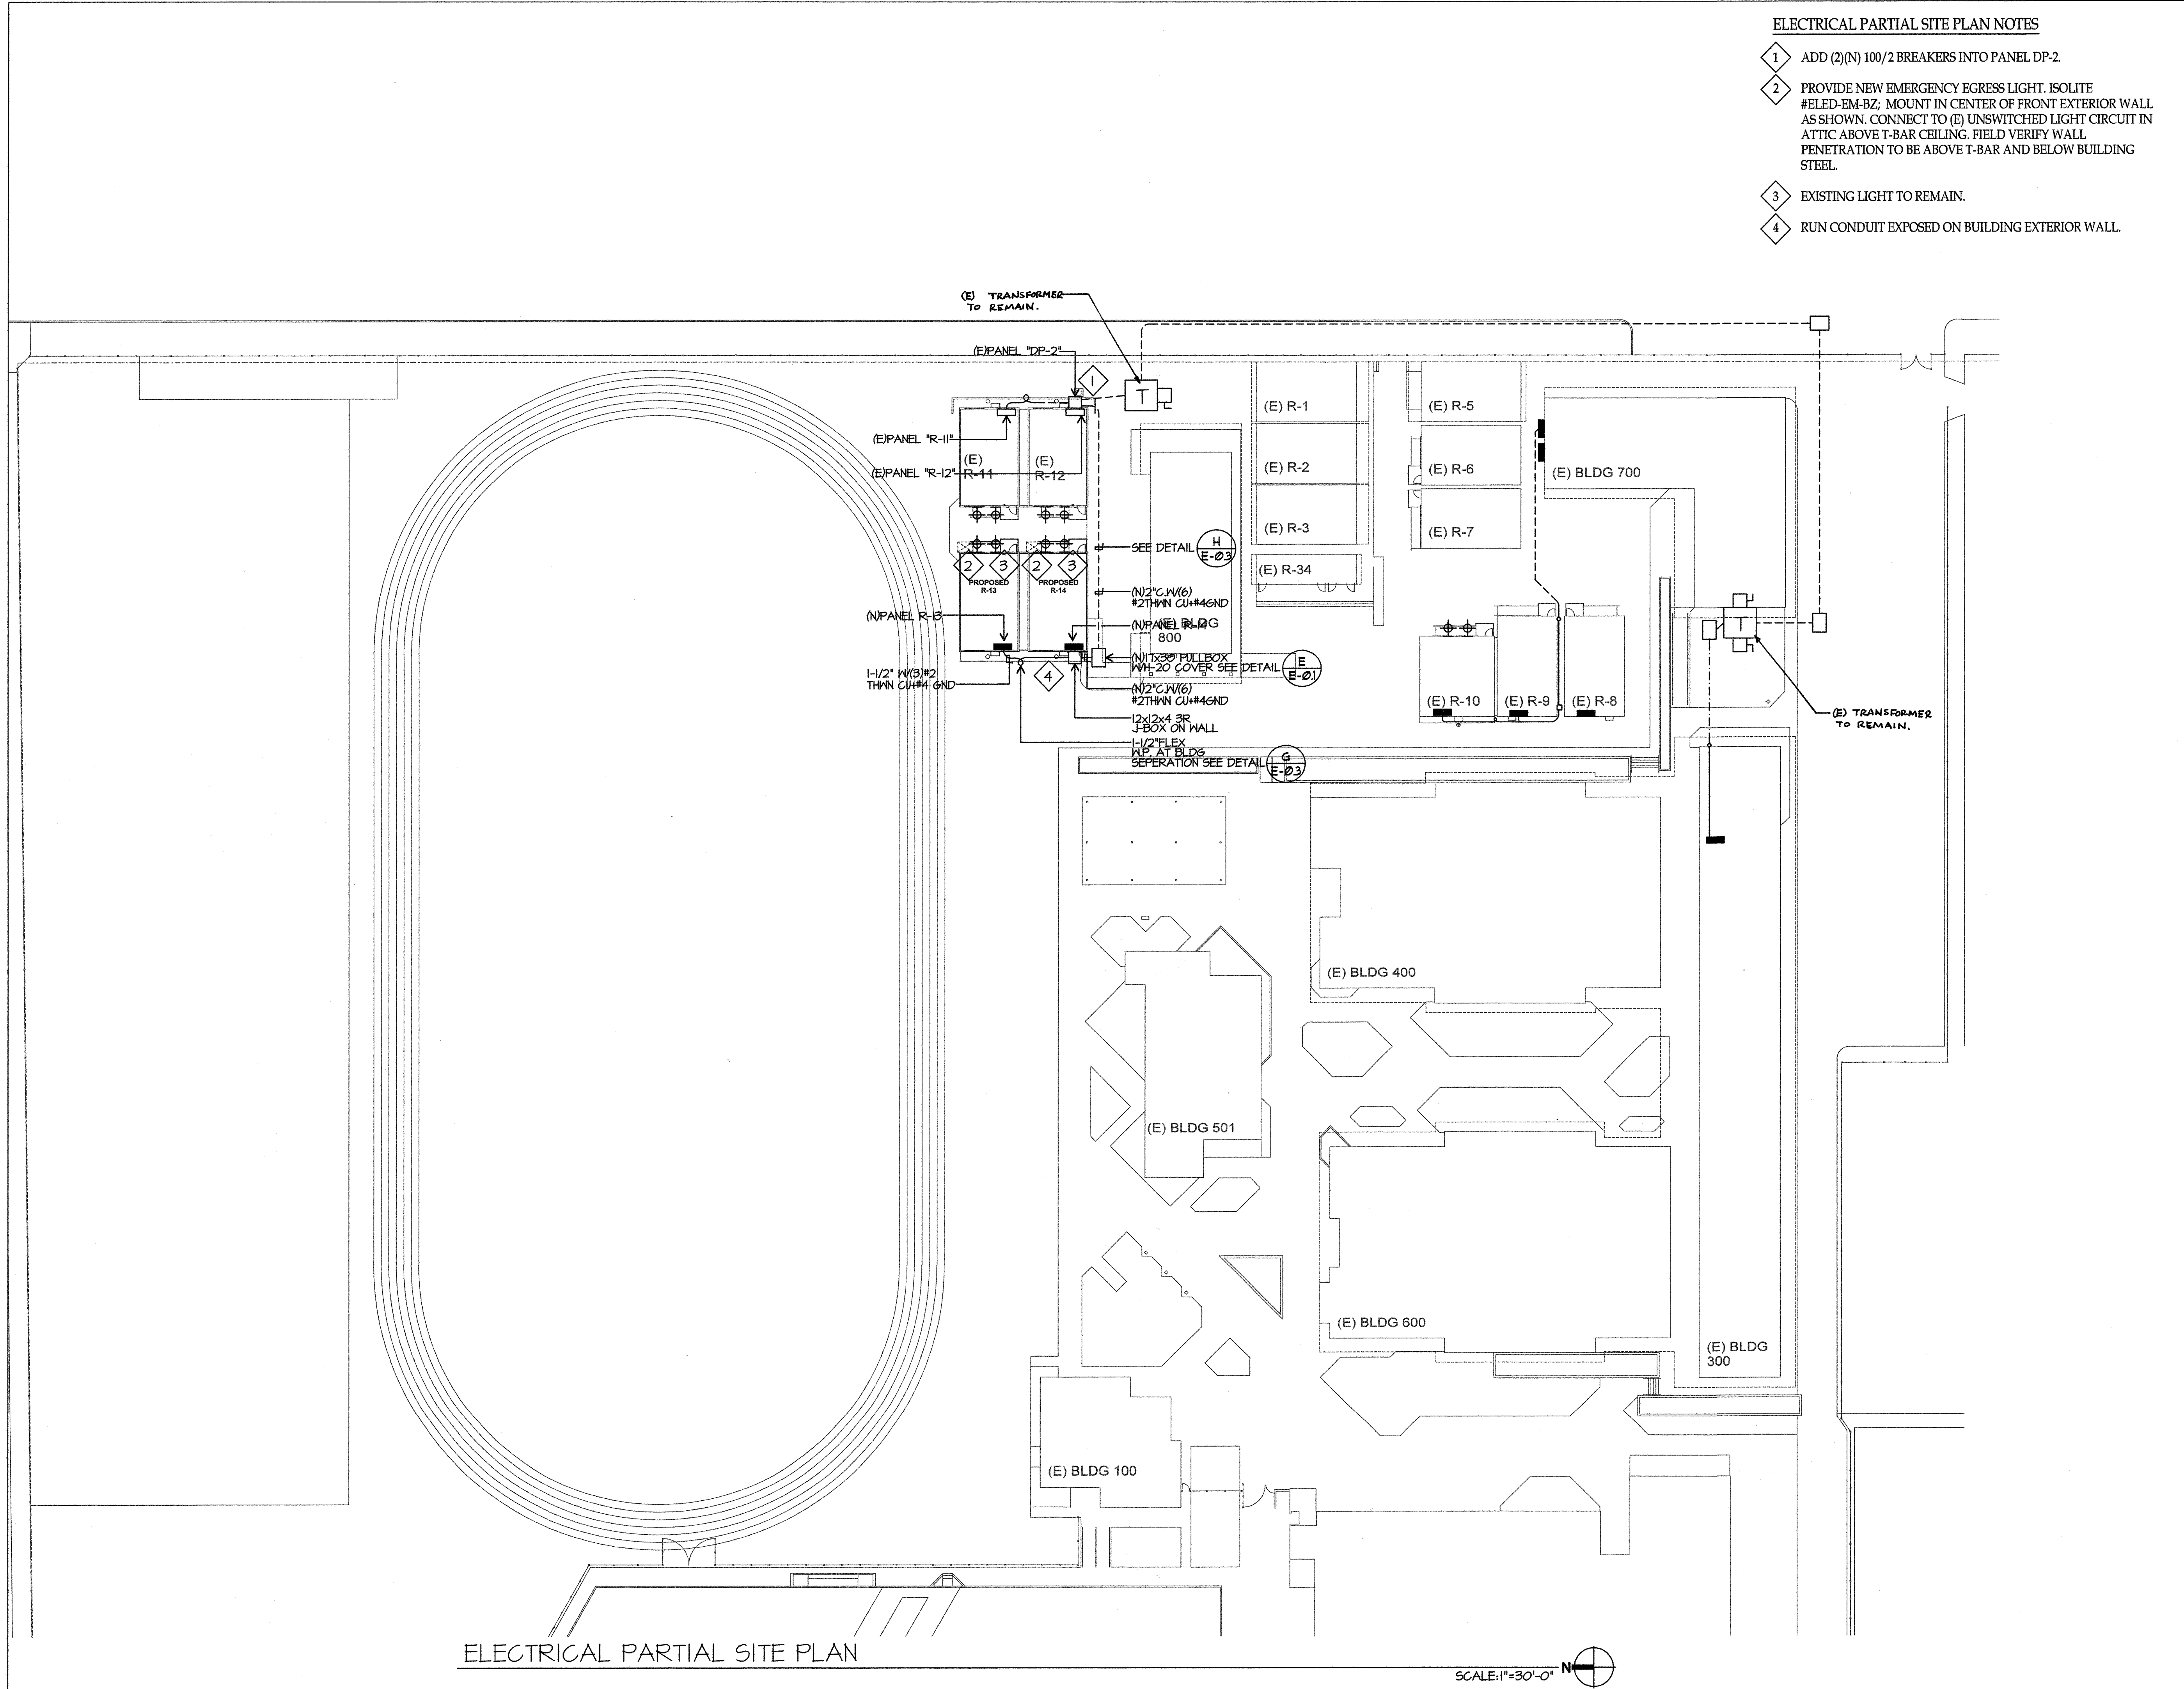 ELECTRICAL PARTIAL SITE PLAN NOTES
1 ADD (2)(N) 100/2 BREAKERS INTO PANEL DP-2.
2 PROVIDE NEW EMERGENCY EGRESS LIGHT. ISOLITE
#ELED-EM-BZ; MOUNT IN CENTER OF FRONT EXTERIOR WALL
AS SHOWN. CONNECT TO (E) UNSWITCHED LIGHT CIRCUIT IN
ATTIC ABOVE T-BAR CEILING. FIELD VERIFY WALL
PENETRATION TO BE ABOVE T-BAR AND BELOW BUILDING
STEEL.
3 EXISTING LIGHT TO REMAIN.
4 RUN CONDUIT EXPOSED ON BUILDING EXTERIOR WALL.
(E) TRANSFORMER
TO REMAIN.
(E)PANEL "DP-2"
1
T
(E)PANEL "R-11"
(E)PANEL "R-12"
(E)
R-11
(E)
R-12
(E) R-1
(E) R-2
(E) R-3
(E) R-34
(E) R-5
(E) R-6
(E) R-7
(E) BLDG 700
SEE DETAIL
H
E-0.3
2
3
2
3
PROPOSED
R-13
PROPOSED
R-14
(N)2"C.W/(6)
#2THWN CU+#4GND
(N)PANEL R-13
(N)PANEL R-14
(E) BLDG
800
(N)17x30 PULLBOX
W/H-20 COVER SEE DETAIL
E
E-0.1
1-1/2" W/(3)#2
THWN CU+#4 GND
4
(N)2"C.W/(6)
#2THWN CU+#4GND
12x12x4 3R
J-BOX ON WALL
1-1/2"FLEX
W.P. AT BLDG
SEPERATION SEE DETAIL
G
E-0.3
(E) R-10
(E) R-9
(E) R-8
T
(E) TRANSFORMER
TO REMAIN.
(E) BLDG 400
(E) BLDG 501
(E) BLDG 600
(E) BLDG
300
(E) BLDG 100
ELECTRICAL PARTIAL SITE PLAN
SCALE:1"=30'-0"
N